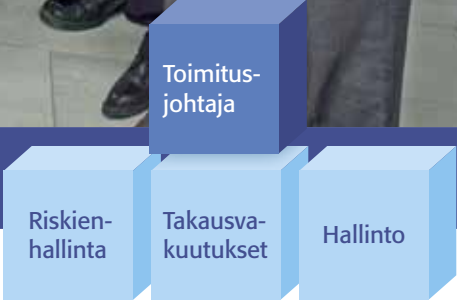 Toimitus-
johtaja
Riskien-
hallinta
Takausva-
kuutukset
Hallinto